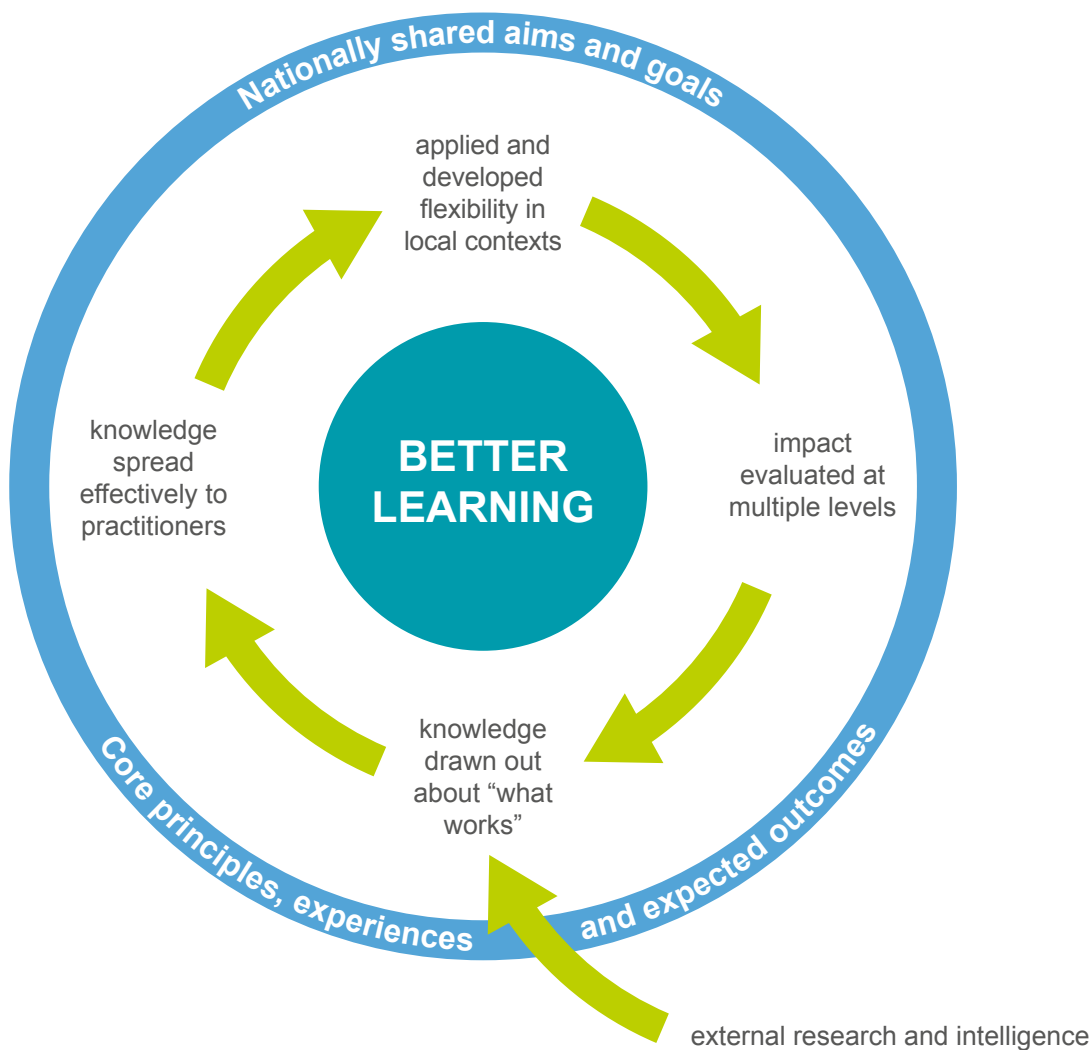 Nationally shared aims and goals
applied and
developed
flexibility in
local contexts
knowledge
spread
effectively to
practitioners
BETTER
LEARNING
impact
evaluated at
multiple levels
knowledge
drawn out
about “what
works”
Core principles, experiences and expected outcomes
external research and intelligence